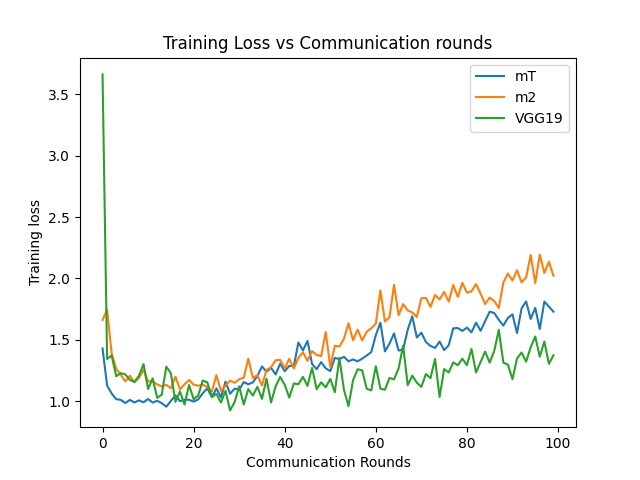 Training Loss vs Communication rounds
mT
m2
VGG19
Training loss
3.5
3.0
2.5
2.0
1.5
1.0
0 20 40 60 80 100
Communication Rounds